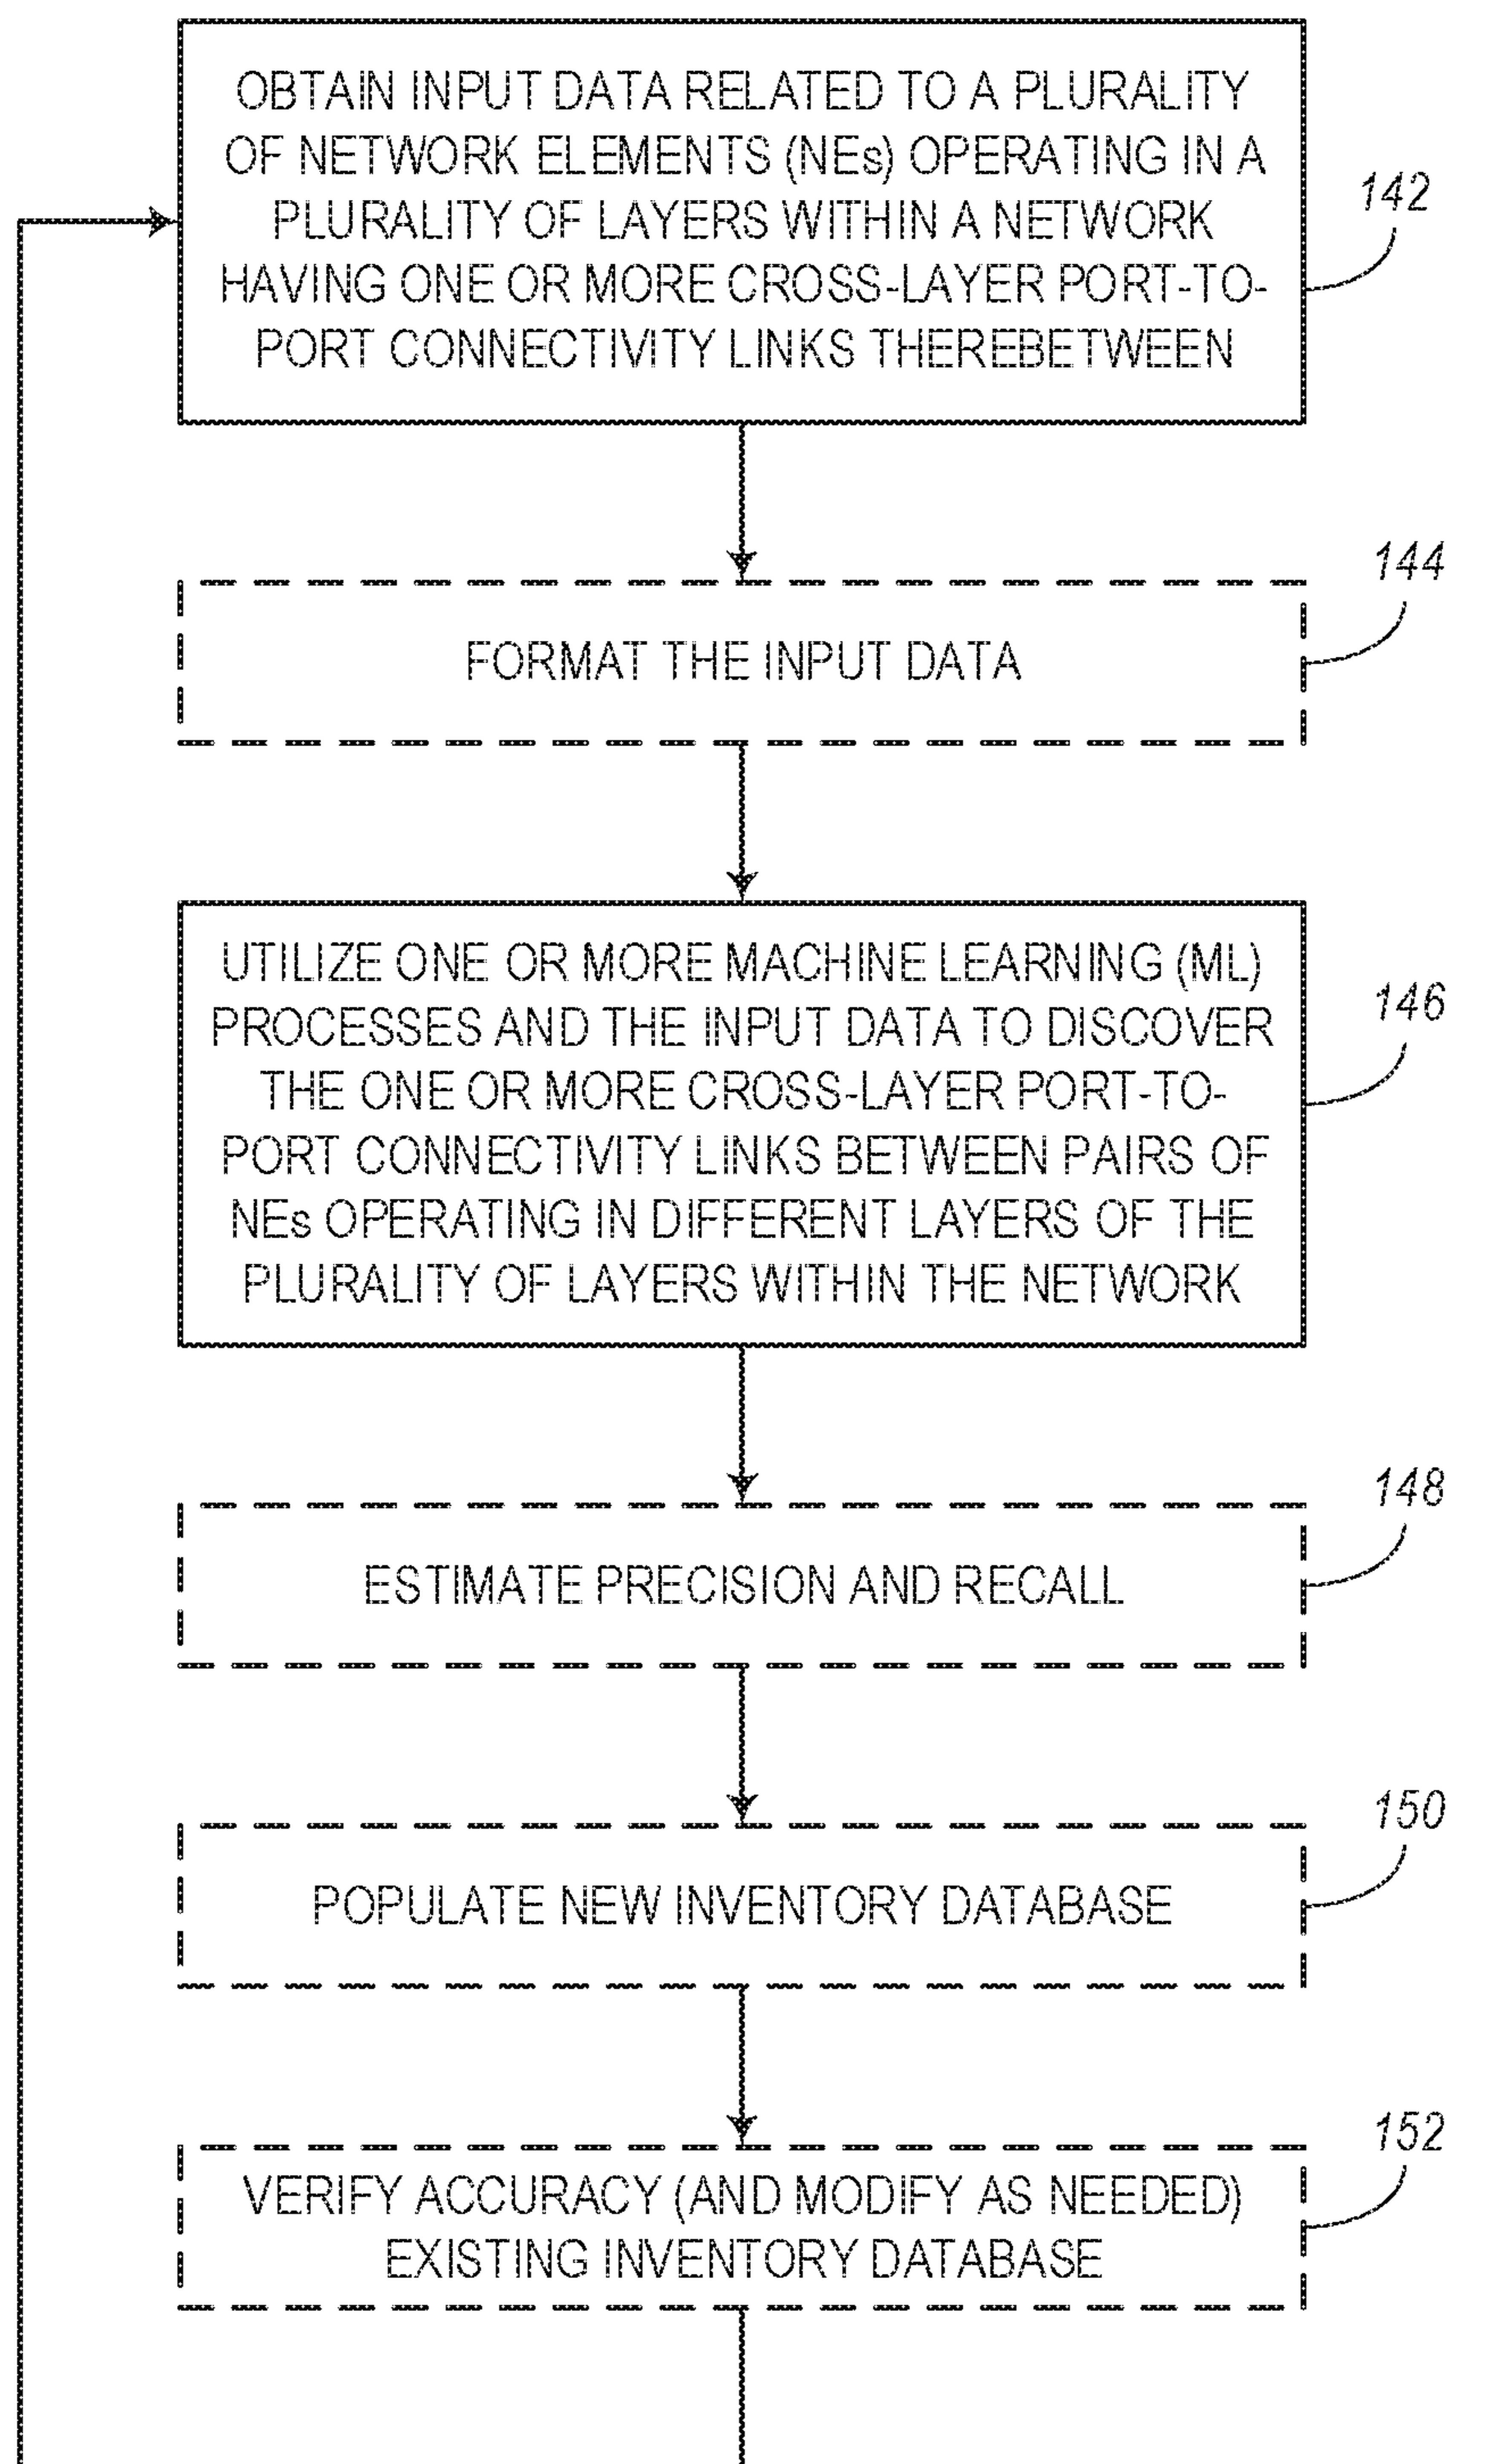 OBTAIN INPUT DATA RELATED TO A PLURALITY
OF NETWORK ELEMENTS (NEs) OPERATING IN A
PLURALITY OF LAYERS WITHIN A NETWORK
HAVING ONE OR MORE CROSS-LAYER PORT-TO-
PORT CONNECTIVITY LINKS THEREBETWEEN
142
144
FORMAT THE INPUT DATA
UTILIZE ONE OR MORE MACHINE LEARNING (ML)
PROCESSES AND THE INPUT DATA TO DISCOVER
THE ONE OR MORE CROSS-LAYER PORT-TO-
PORT CONNECTIVITY LINKS BETWEEN PAIRS OF
NEs OPERATING IN DIFFERENT LAYERS OF THE
PLURALITY OF LAYERS WITHIN THE NETWORK
146
148
ESTIMATE PRECISION AND RECALL
150
POPULATE NEW INVENTORY DATABASE
152
VERIFY ACCURACY (AND MODIFY AS NEEDED)
EXISTING INVENTORY DATABASE